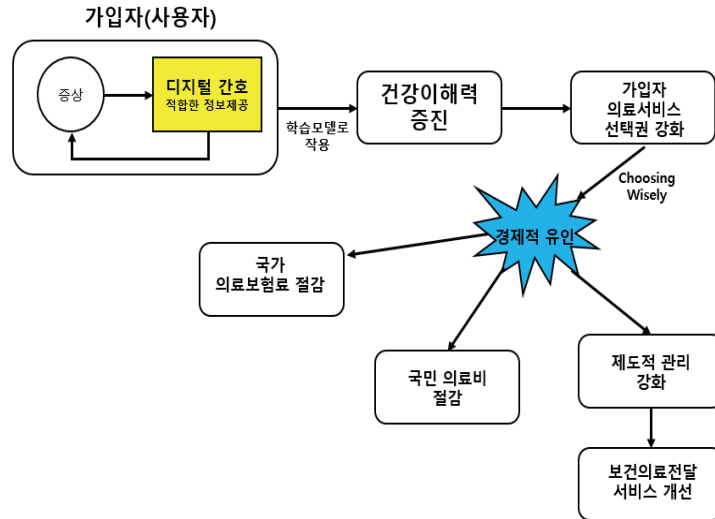 가입자(사용자)
증상
디지털 간호
적합한 정보제공
학습모델로
작용
건강이해력
증진
가입자
의료서비스
선택권 강화
Choosing
Wisely
경제적 유인
국가
의료보험료 절감
국민 의료비
절감
제도적 관리
강화
보건의료전달
서비스 개선